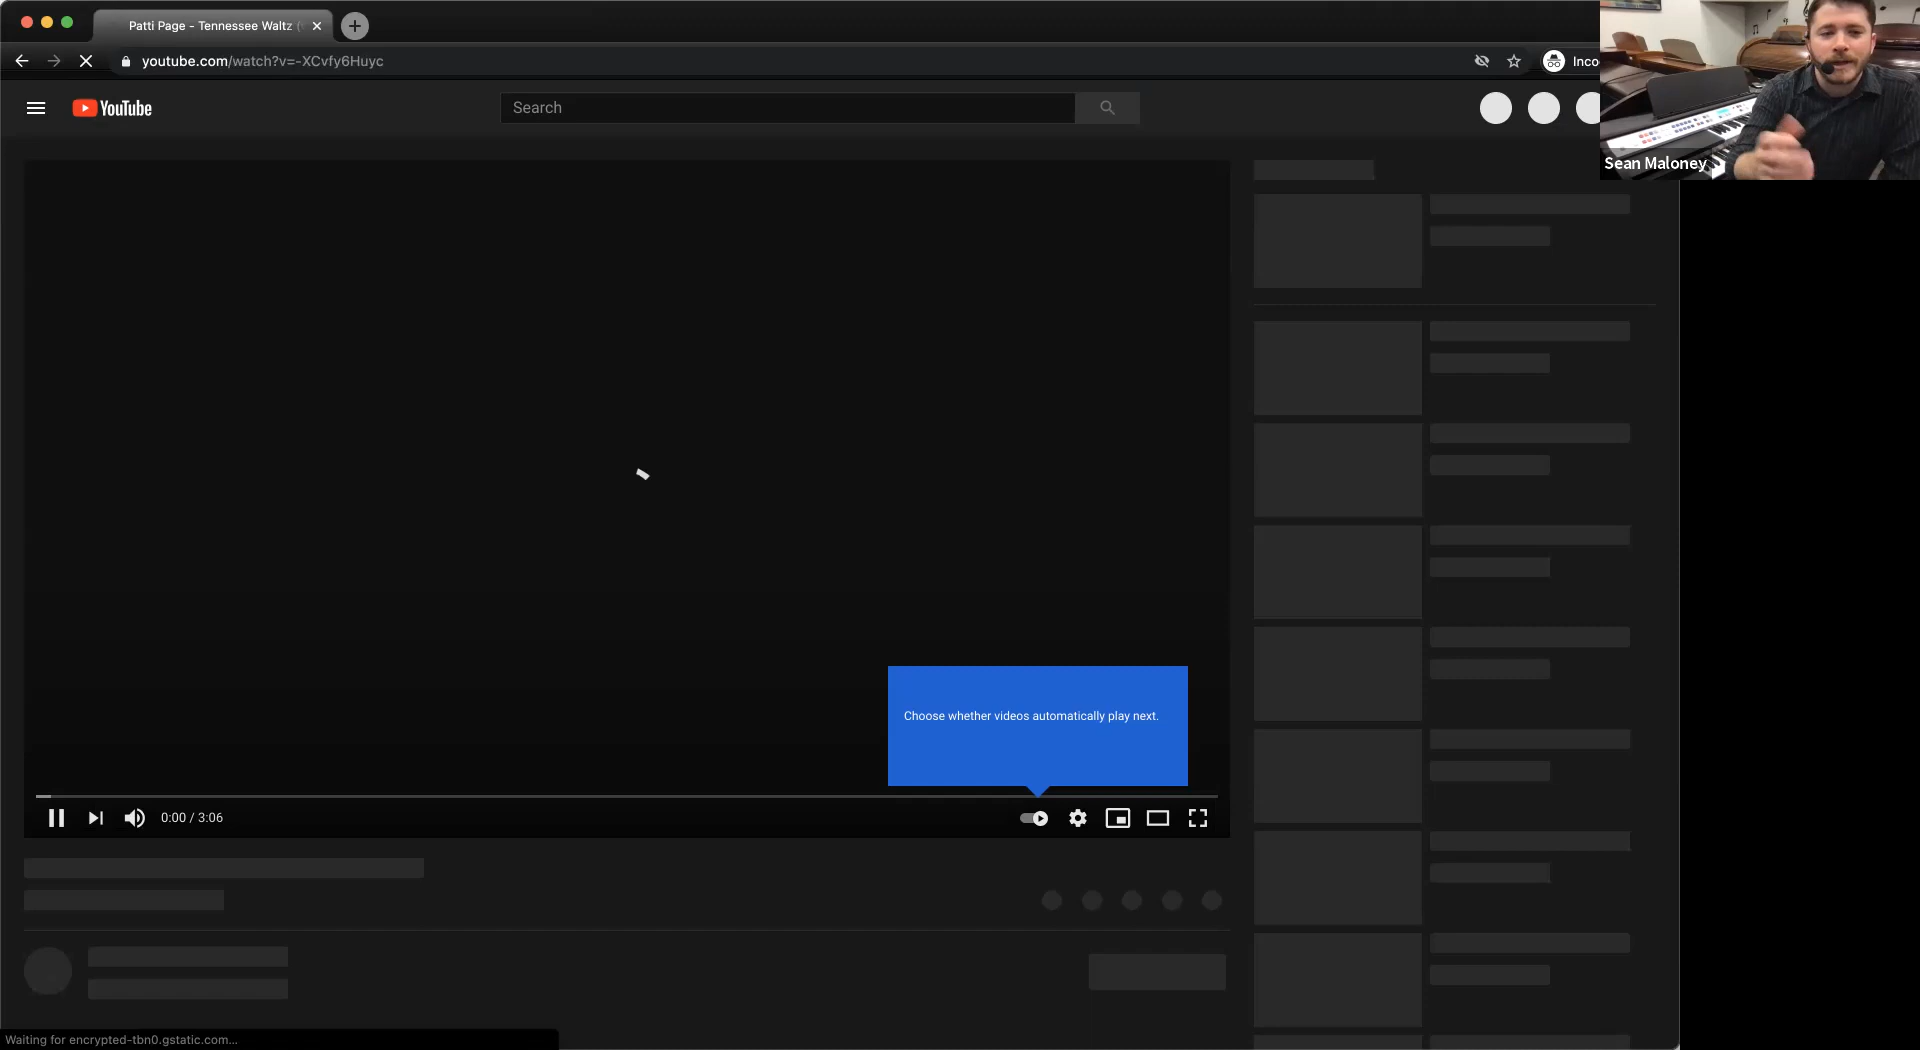 Patti Page - Tennessee Waltz
youtube.com/watch?v=-XCvfy6Huyc
Inco
YouTube
Search
Sean Maloney
Choose whether videos automatically play next.
0:00 / 3:06
Waiting for encrypted-tbn0.gstatic.com...